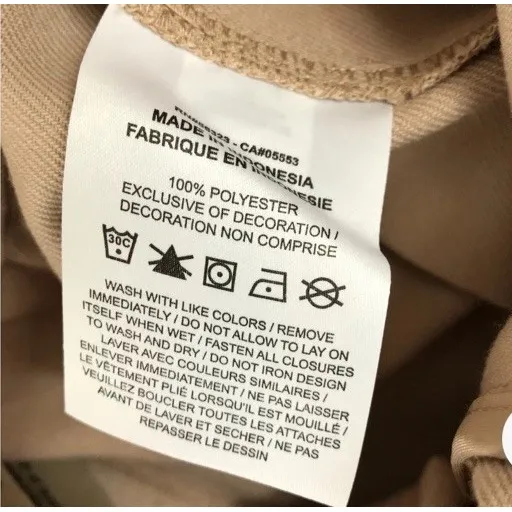 CA#05553
MADE IN INDONESIA
FABRIQUE EN INDONESIE
100% POLYESTER
EXCLUSIVE OF DECORATION /
DECORATION NON COMPRISE
30C
WASH WITH LIKE COLORS / REMOVE
IMMEDIATELY / DO NOT ALLOW TO LAY ON
ITSELF WHEN WET / FASTEN ALL CLOSURES
TO WASH AND DRY / DO NOT IRON DESIGN
LAVER AVEC COULEURS SIMILAIRES /
ENLEVER IMMEDIATEMENT / NE PAS LAISSER
LE VÊTEMENT PLIÉ LORSQU'IL EST MOUILLÉ /
VEUILLEZ BOUCLER TOUTES LES ATTACHES
AVANT DE LAVER ET SECHER / NE PAS
REPASSER LE DESSIN